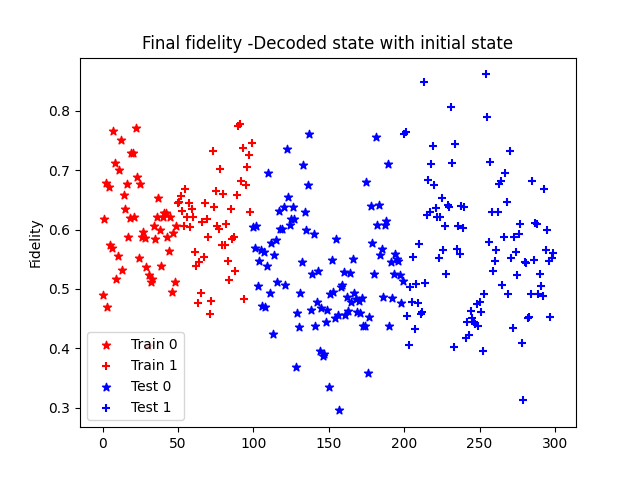 Final fidelity -Decoded state with initial state
Fidelity
0.8
0.7
0.6
0.5
0.4
0.3
Train 0
Train 1
Test 0
Test 1
0 50 100 150 200 250 300